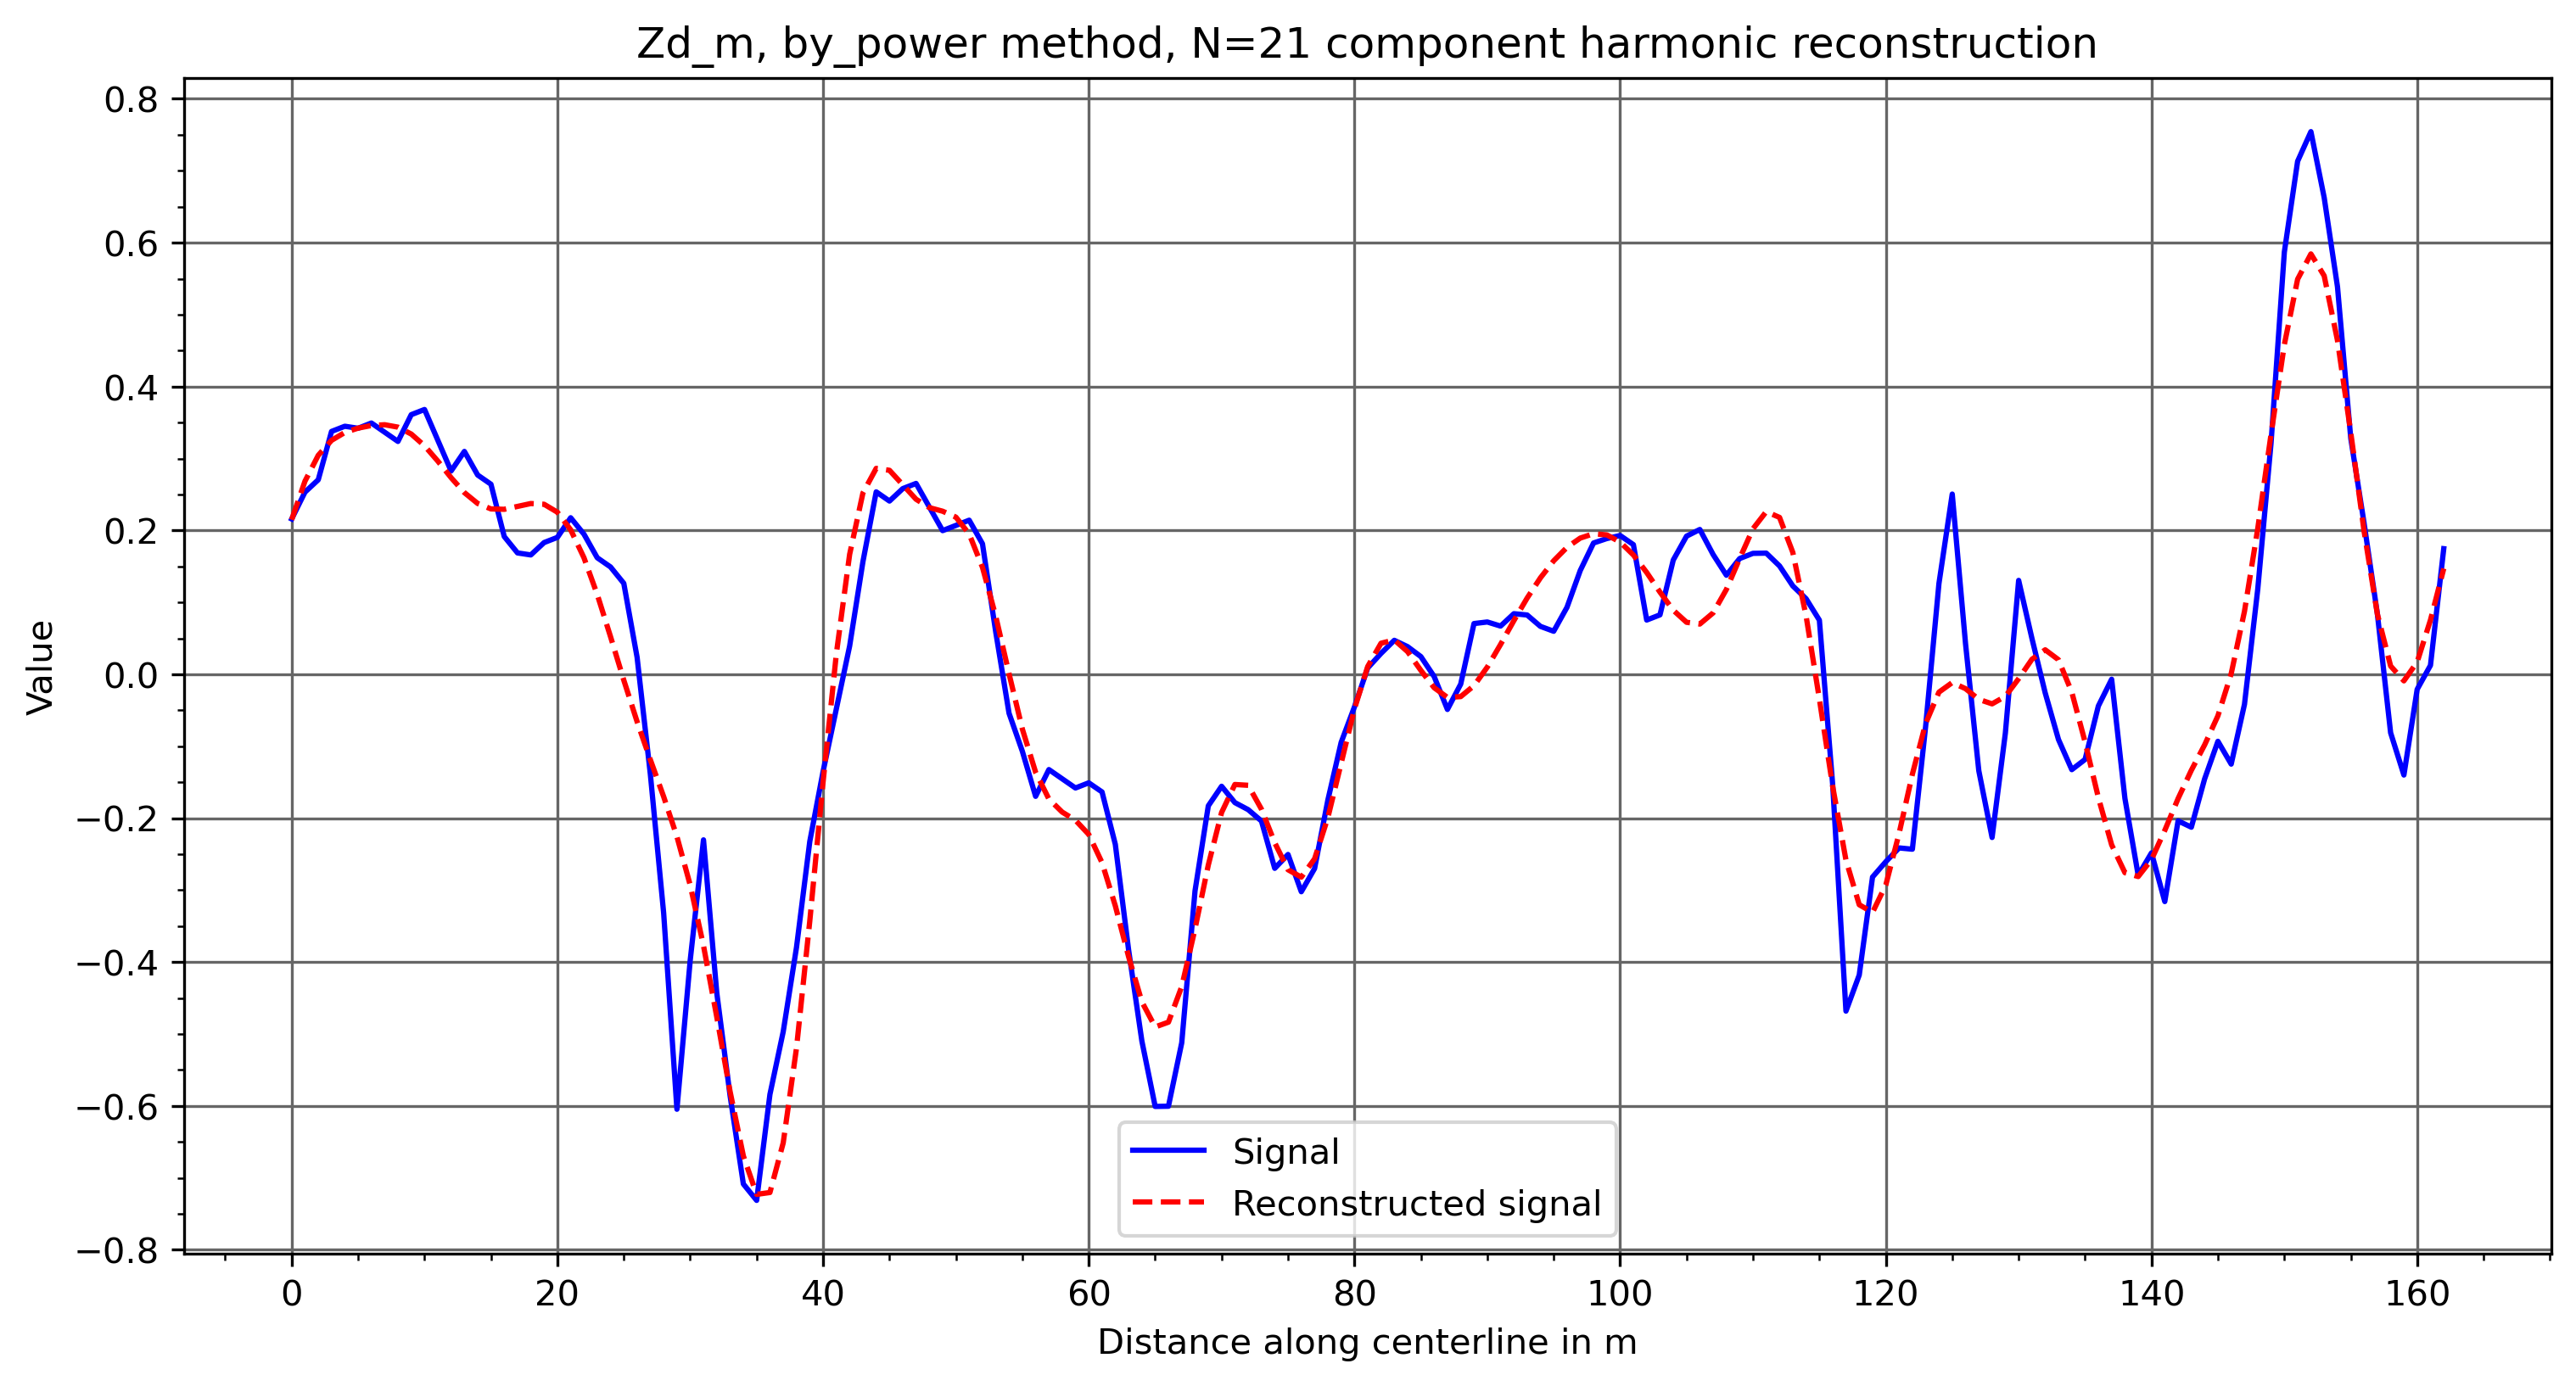 Zd_m, by_power method, N=21 component harmonic reconstruction
0.8
0.6
0.4
0.2
0.0
−0.2
−0.4
−0.6
−0.8
Value
Signal
Reconstructed signal
0 20 40 60 80 100 120 140 160
Distance along centerline in m